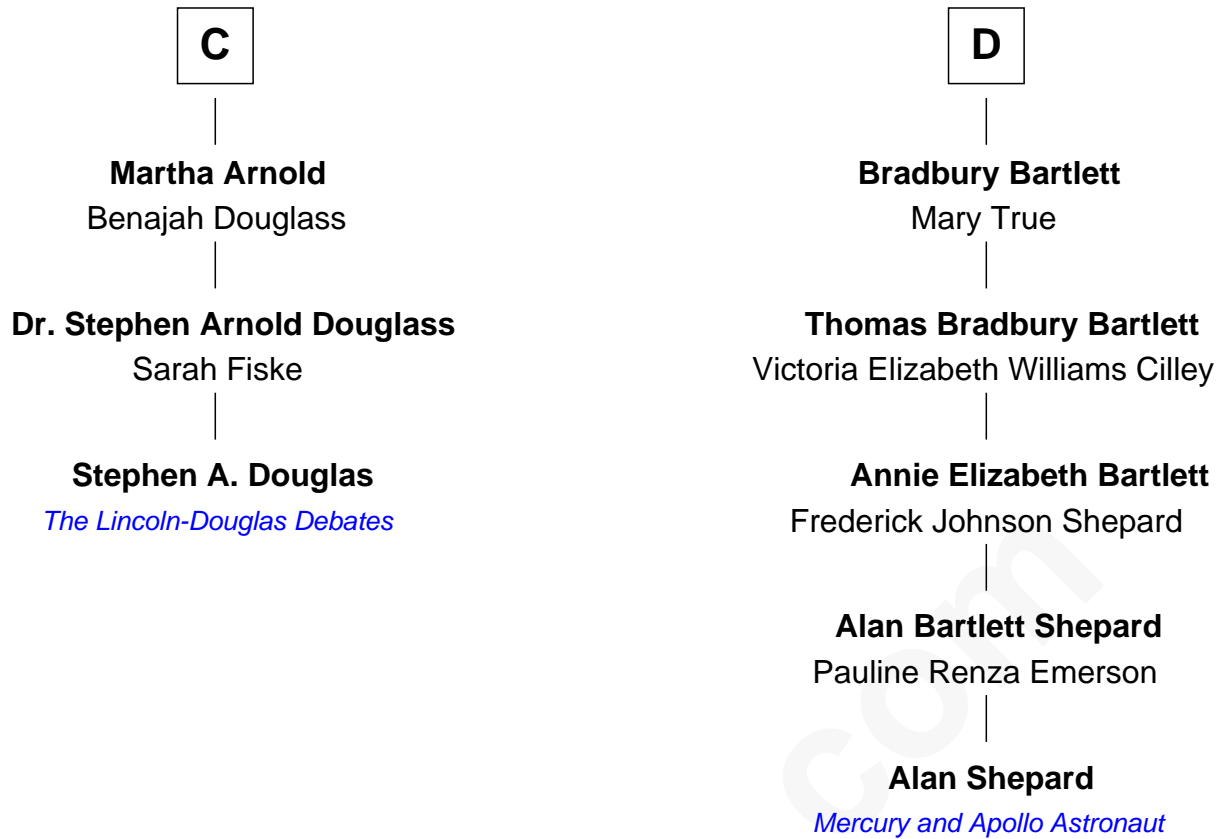 C
Martha Arnold
Benajah Douglass
Dr. Stephen Arnold Douglass
Sarah Fiske
Stephen A. Douglas
The Lincoln-Douglas Debates
D
Bradbury Bartlett
Mary True
Thomas Bradbury Bartlett
Victoria Elizabeth Williams Cilley
Annie Elizabeth Bartlett
Frederick Johnson Shepard
Alan Bartlett Shepard
Pauline Renza Emerson
Alan Shepard
Mercury and Apollo Astronaut
com